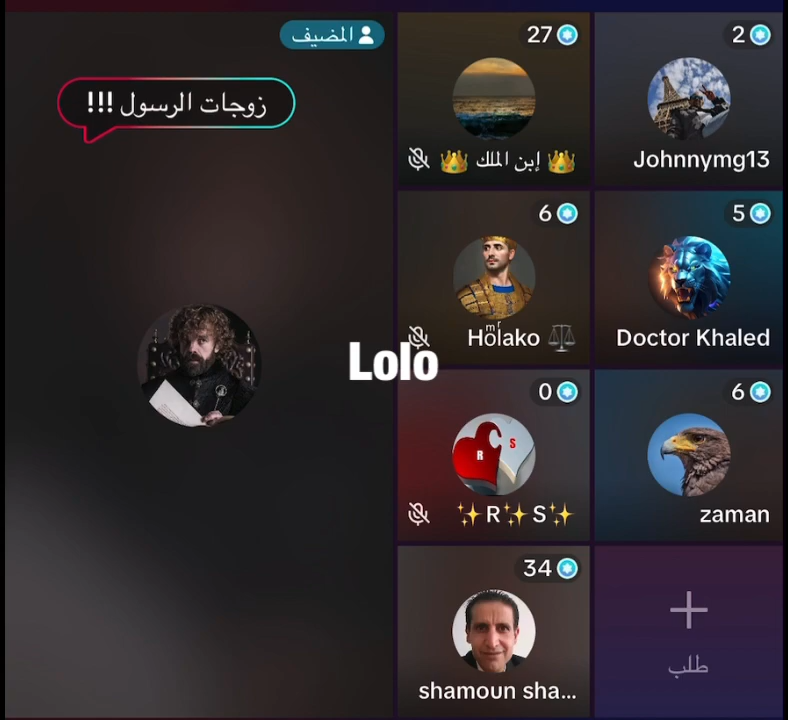 المضيف
زوجات الرسول !!!
27
👑 إبن الملك 👑
2
Johnnymg13
6
5
Doctor Khaled
Lolo
0
R
S
✨R✨S✨
6
zaman
34
shamoun sha...
طلب